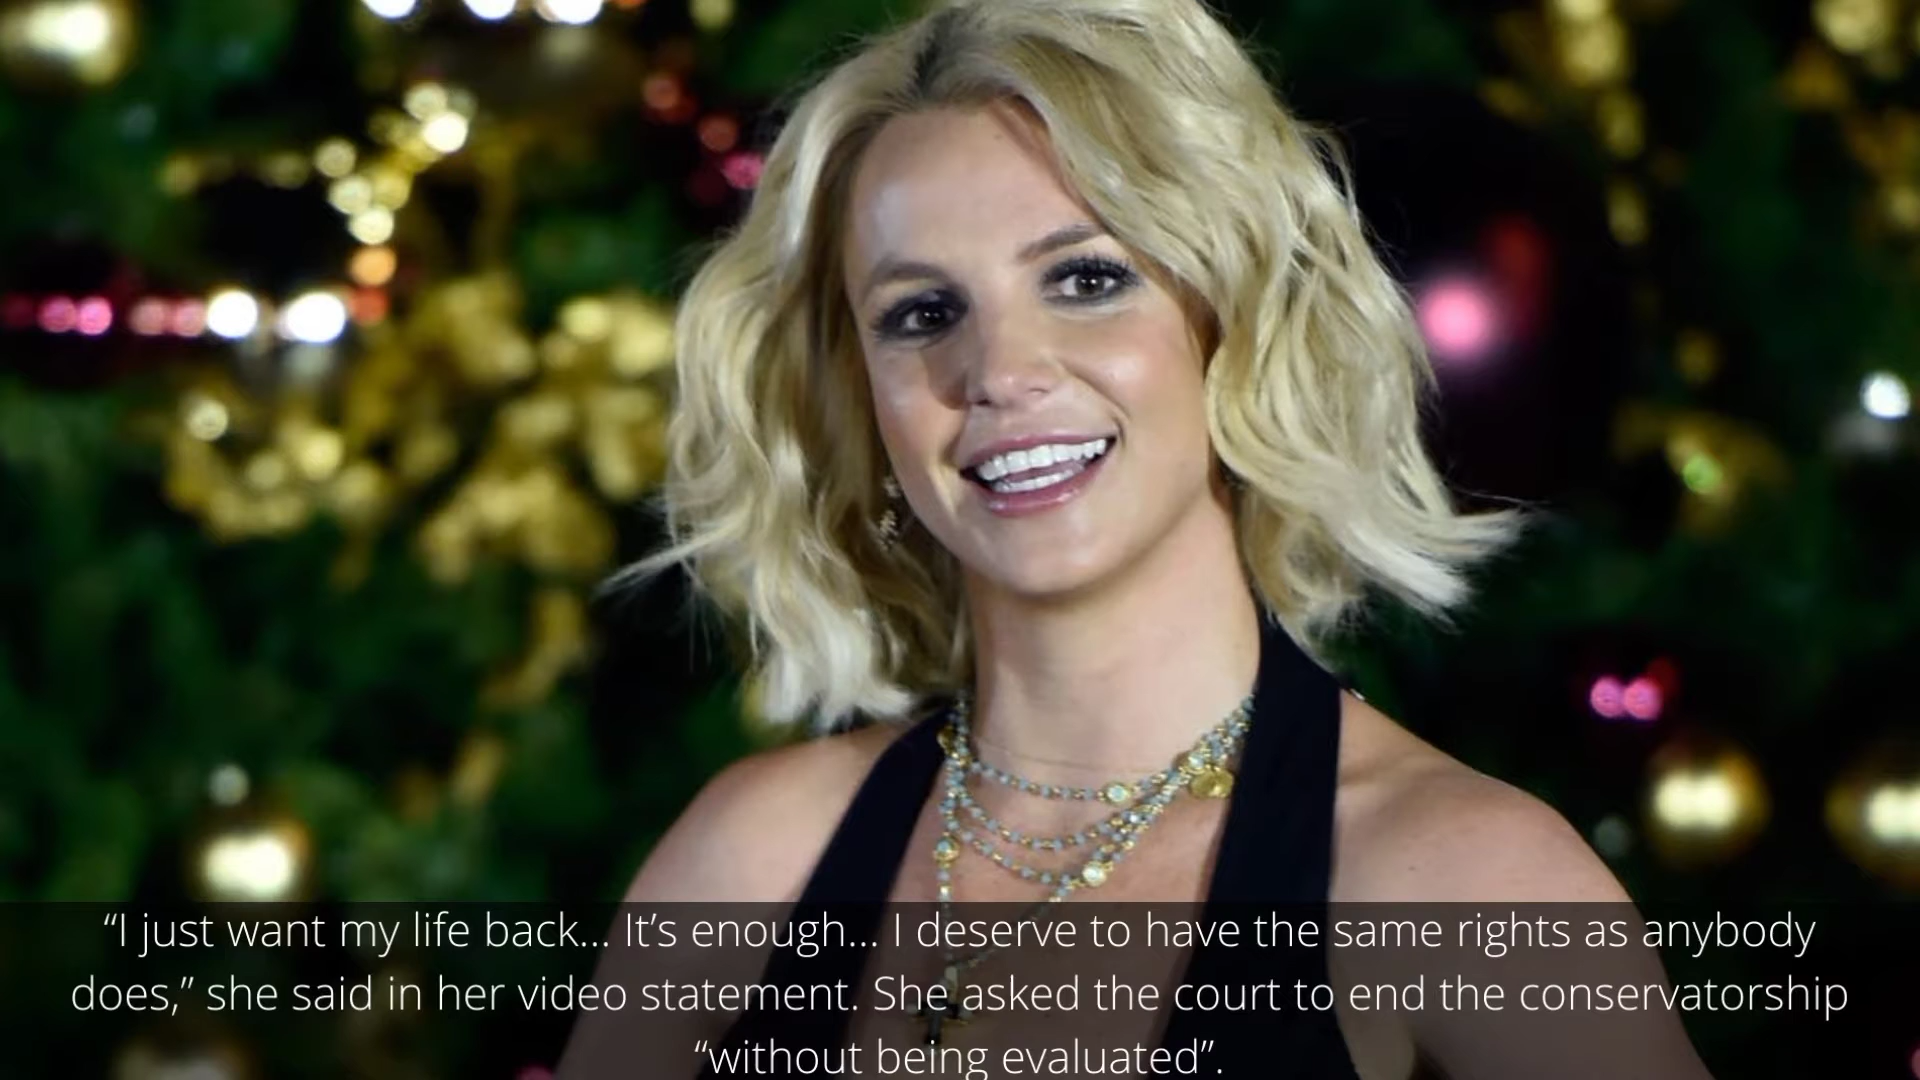 “I just want my life back... It’s enough... I deserve to have the same rights as anybody
does,” she said in her video statement. She asked the court to end the conservatorship
“without being evaluated”.